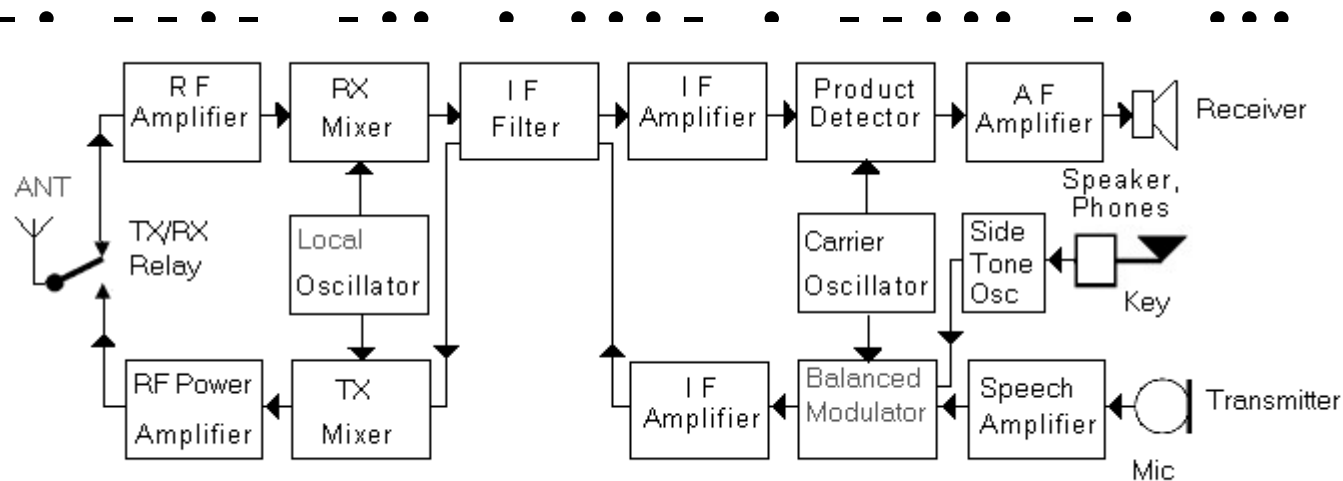 R F
Amplifier
RX
Mixer
I F
Filter
I F
Amplifier
Product
Detector
A F
Amplifier
Receiver
Speaker,
Phones
ANT
TX/RX
Relay
Local
Oscillator
Carrier
Oscillator
Side
Tone
Osc
Key
RF Power
Amplifier
TX
Mixer
I F
Amplifier
Balanced
Modulator
Speech
Amplifier
Transmitter
Mic